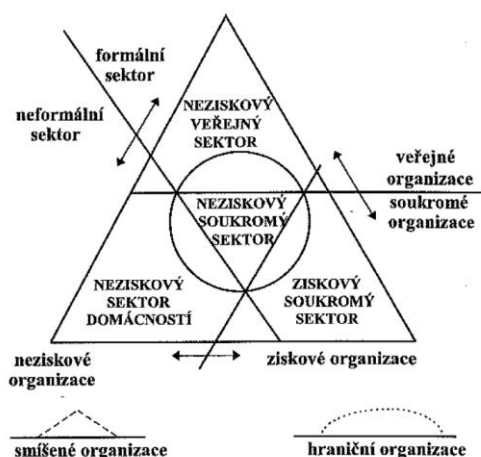 formální
sektor
neformální
sektor
NEZISKOVÝ
VEŘEJNÝ
SEKTOR
veřejné
organizace
soukromé
organizace
NEZISKOVÝ
SOUKROMÝ
SEKTOR
NEZISKOVÝ
SEKTOR
DOMÁCNOSTÍ
ZISKOVÝ
SOUKROMÝ
SEKTOR
neziskové
organizace
ziskové organizace
smíšené organizace
hraniční organizace